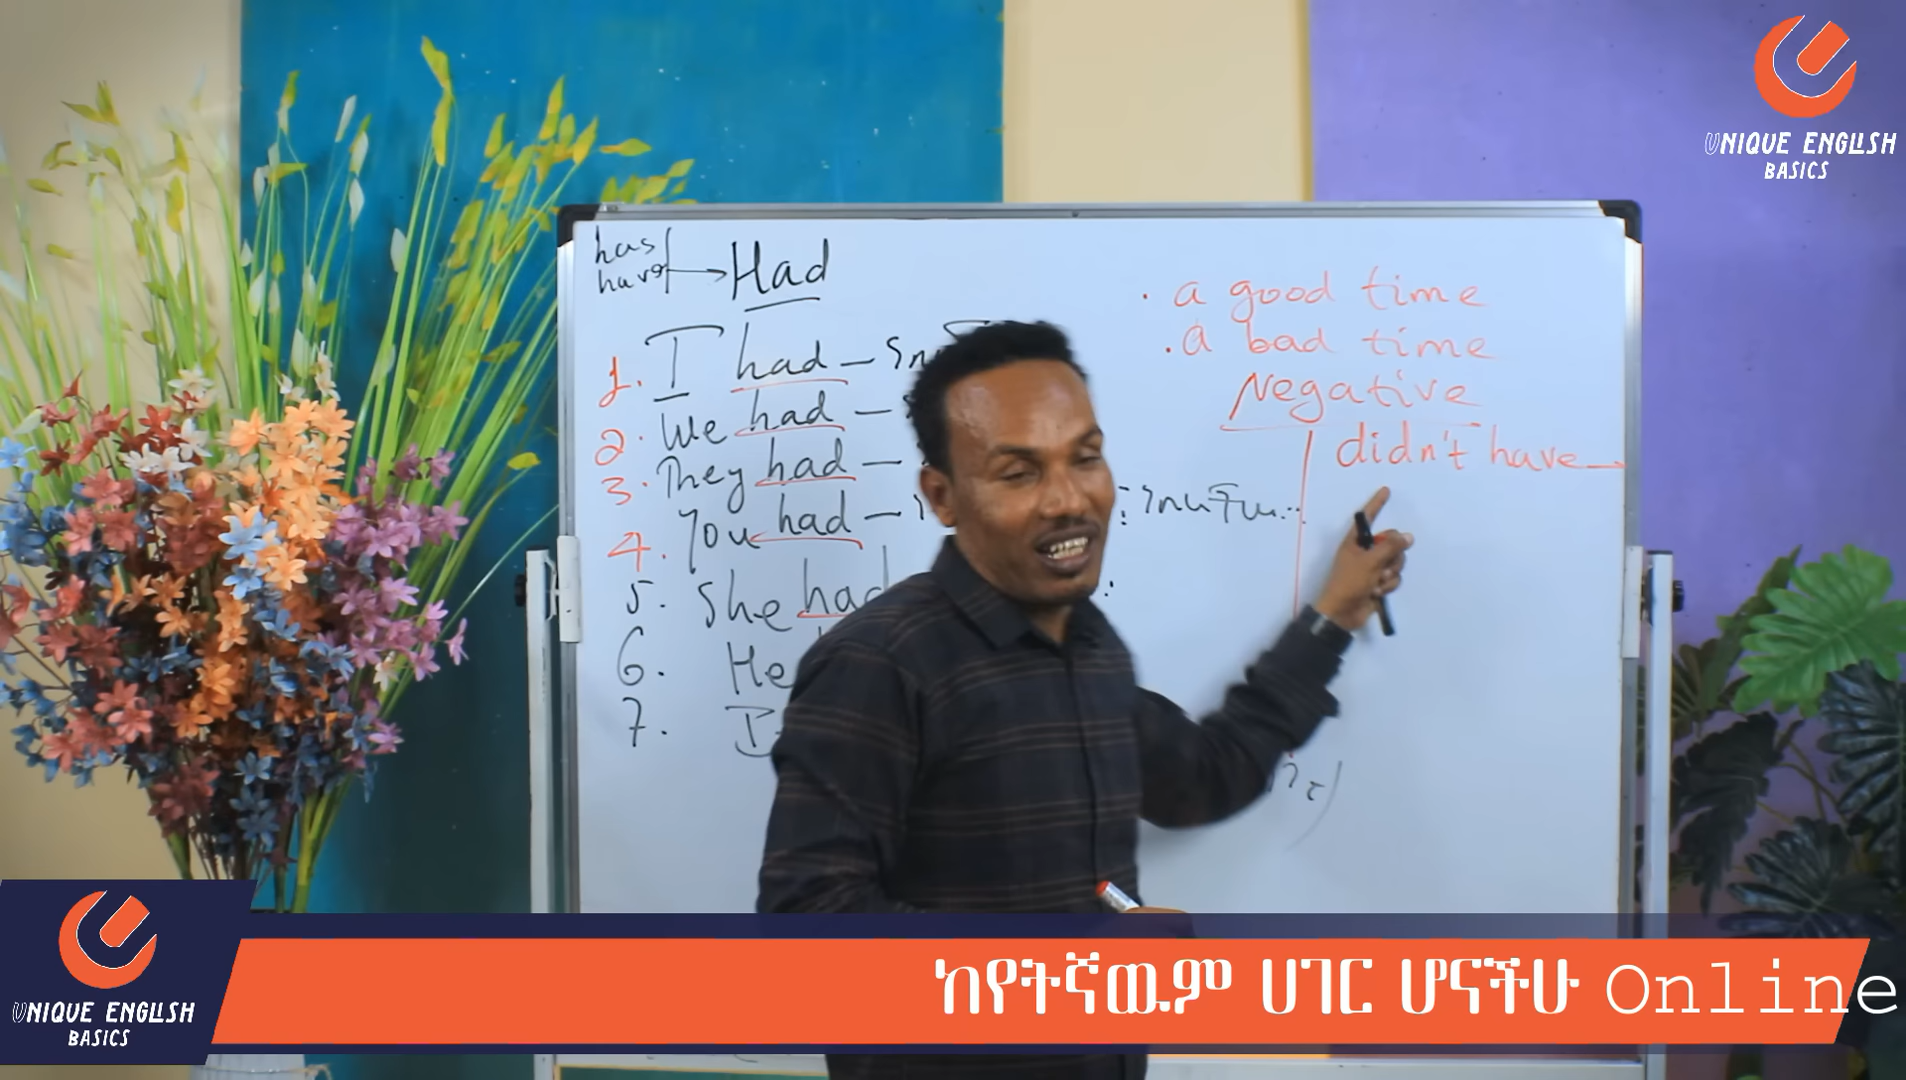 UNIQUE ENGLISH
BASICS
has
have → Had
1. I had –
2. We had –
3. They had –
4. You had –
5. She had
6. He
7.
. a good time
. a bad time
Negative
didn't have
UNIQUE ENGLISH
BASICS
ከየትኛዉም ሀገር ሆናችሁ Online